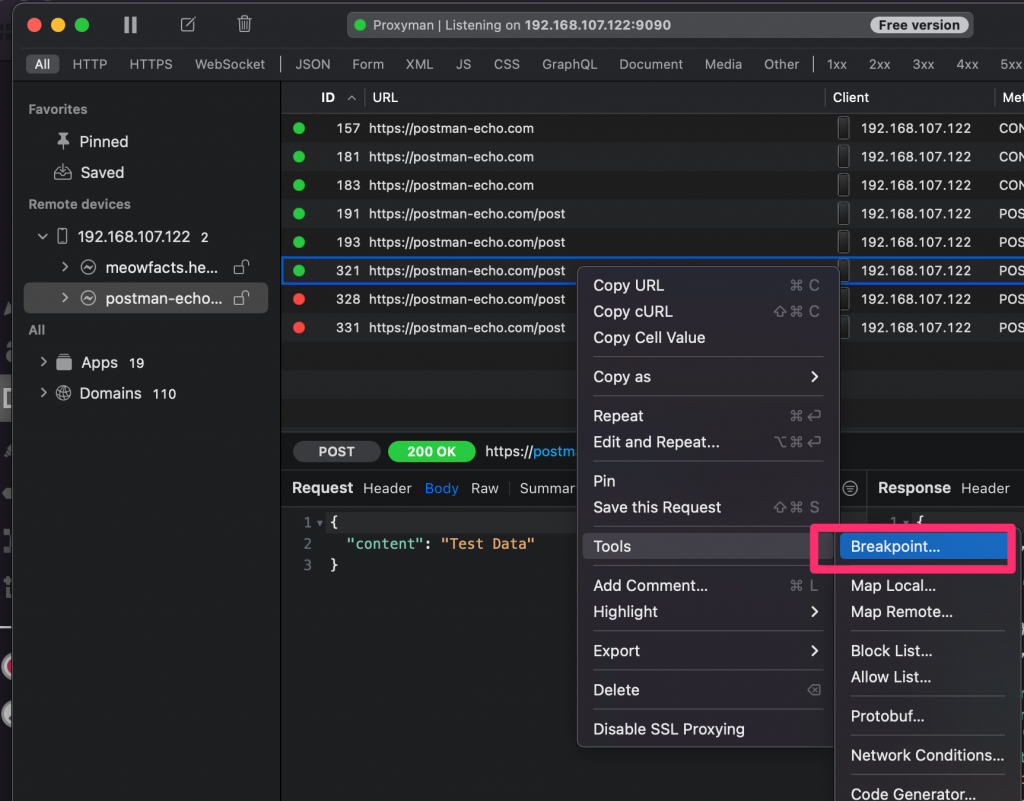 Proxyman | Listening on 192.168.107.122:9090 Free version
All HTTP HTTPS WebSocket JSON Form XML JS CSS GraphQL Document Media Other 1xx 2xx 3xx 4xx 5xx
Favorites
Pinned
Saved
Remote devices
192.168.107.122 2
meowfacts.he...
postman-echo...
All
Apps 19
Domains 110
ID URL Client Met
157 https://postman-echo.com 192.168.107.122 CON
181 https://postman-echo.com 192.168.107.122 CON
183 https://postman-echo.com 192.168.107.122 CON
191 https://postman-echo.com/post 192.168.107.122 POS
193 https://postman-echo.com/post 192.168.107.122 POS
321 https://postman-echo.com/post 192.168.107.122 POS
328 https://postman-echo.com/post 192.168.107.122 POS
331 https://postman-echo.com/post 192.168.107.122 POS
POST 200 OK https://postm
Request Header Body Raw Summar
1 {
2 "content": "Test Data"
3 }
Response Header
1 {
Copy URL ⌘ C
Copy cURL ⇧ ⌘ C
Copy Cell Value
Copy as
Repeat ⌘ ↩
Edit and Repeat... ⌥ ⌘ ↩
Pin
Save this Request ⇧ ⌘ S
Tools
Add Comment... ⌘ L
Highlight
Export
Delete ⌫
Disable SSL Proxying
Breakpoint...
Map Local...
Map Remote...
Block List...
Allow List...
Protobuf...
Network Conditions...
Code Generator...